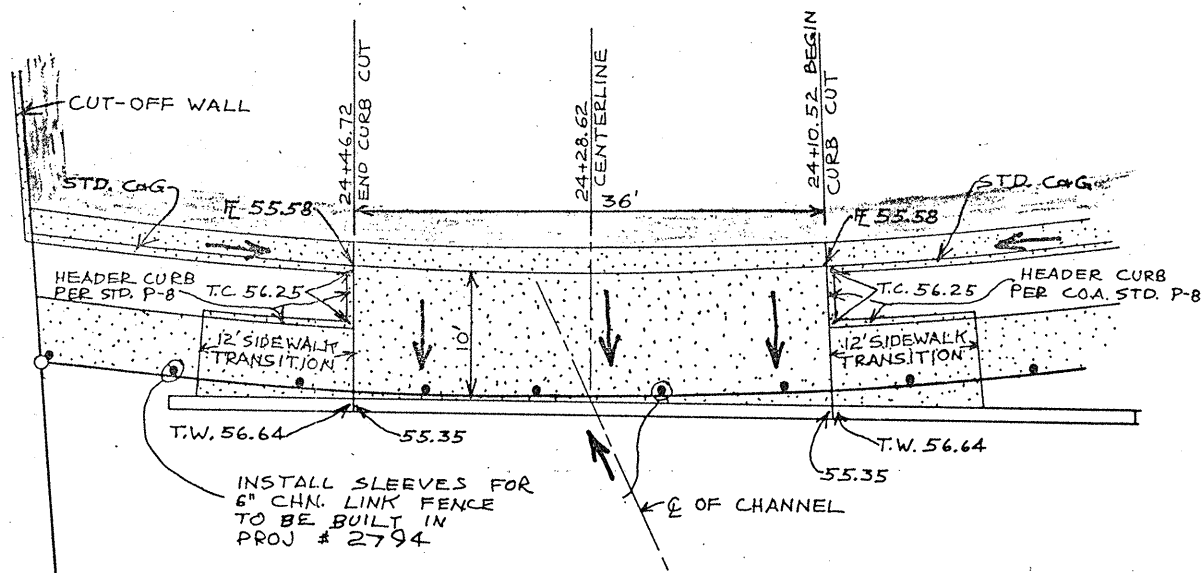 CUT-OFF WALL
24+46.72
END CURB CUT
24+28.62
CENTERLINE
24+10.52 BEGIN
CURB CUT
36'
STD. C&G
STD. C&G
FL 55.58
FL 55.58
HEADER CURB
PER STD. P-8
T.C. 56.25
T.C. 56.25
HEADER CURB
PER C.O.A. STD. P-8
12' SIDEWALK
TRANSITION
10'
12' SIDEWALK
TRANSITION
T.W. 56.64
55.35
T.W. 56.64
55.35
INSTALL SLEEVES FOR
6" CHN. LINK FENCE
TO BE BUILT IN
PROJ # 2794
CL OF CHANNEL